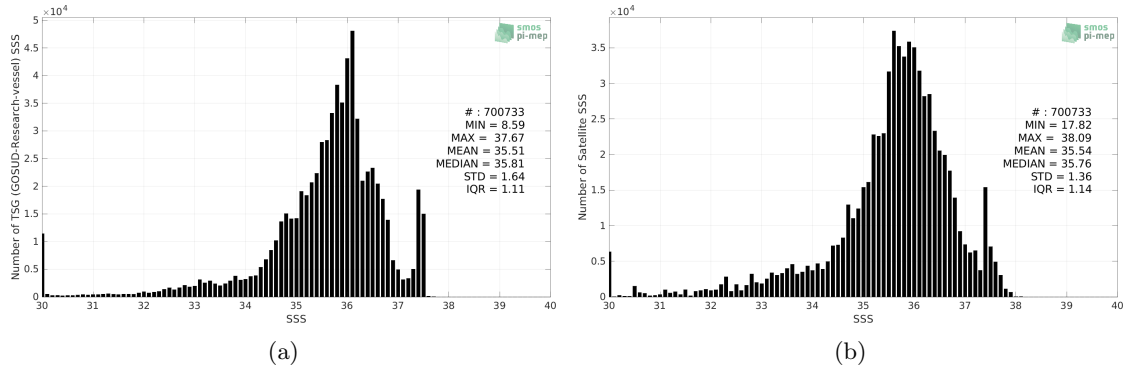 ×10⁴
5
4.5
4
3.5
3
2.5
2
1.5
1
0.5
0
Number of TSG (GOSUD-Research-vessel) SSS
smos
pi-mep
# : 700733
MIN = 8.59
MAX = 37.67
MEAN = 35.51
MEDIAN = 35.81
STD = 1.64
IQR = 1.11
30 31 32 33 34 35 36 37 38 39 40
SSS
(a)
×10⁴
3.5
3
2.5
2
1.5
1
0.5
0
Number of Satellite SSS
smos
pi-mep
# : 700733
MIN = 17.82
MAX = 38.09
MEAN = 35.54
MEDIAN = 35.76
STD = 1.36
IQR = 1.14
30 31 32 33 34 35 36 37 38 39 40
SSS
(b)